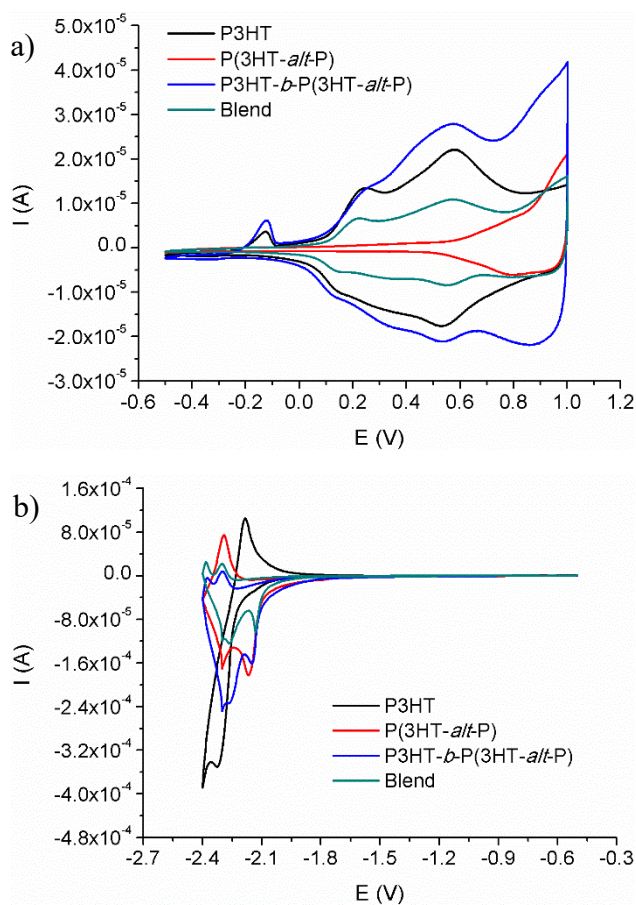 a)
P3HT
P(3HT-alt-P)
P3HT-b-P(3HT-alt-P)
Blend
5.0x10-5
4.0x10-5
3.0x10-5
2.0x10-5
1.0x10-5
0.0
-1.0x10-5
-2.0x10-5
-3.0x10-5
I (A)
-0.6 -0.4 -0.2 0.0 0.2 0.4 0.6 0.8 1.0 1.2
E (V)
b)
1.6x10-4
8.0x10-5
0.0
-8.0x10-5
-1.6x10-4
-2.4x10-4
-3.2x10-4
-4.0x10-4
-4.8x10-4
I (A)
P3HT
P(3HT-alt-P)
P3HT-b-P(3HT-alt-P)
Blend
-2.7 -2.4 -2.1 -1.8 -1.5 -1.2 -0.9 -0.6 -0.3
E (V)